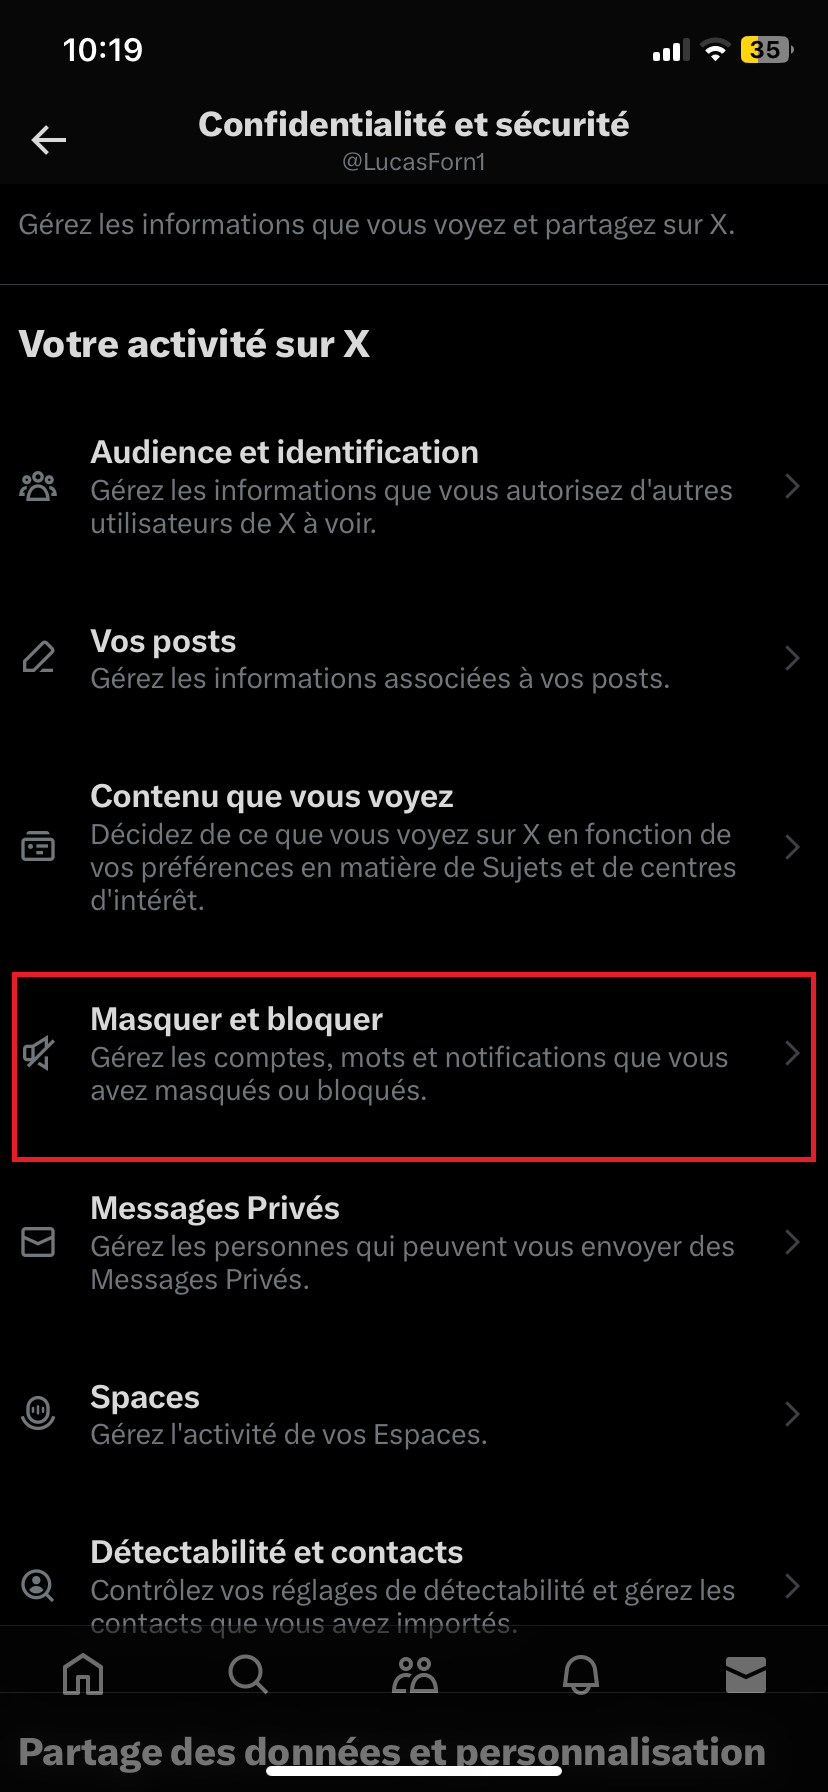 10:19
35
Confidentialité et sécurité
@LucasForn1
Gérez les informations que vous voyez et partagez sur X.
Votre activité sur X
Audience et identification
Gérez les informations que vous autorisez d'autres
utilisateurs de X à voir.
Vos posts
Gérez les informations associées à vos posts.
Contenu que vous voyez
Décidez de ce que vous voyez sur X en fonction de
vos préférences en matière de Sujets et de centres
d'intérêt.
Masquer et bloquer
Gérez les comptes, mots et notifications que vous
avez masqués ou bloqués.
Messages Privés
Gérez les personnes qui peuvent vous envoyer des
Messages Privés.
Spaces
Gérez l'activité de vos Espaces.
Détectabilité et contacts
Contrôlez vos réglages de détectabilité et gérez les
contacts que vous avez importés.
Partage des données et personnalisation